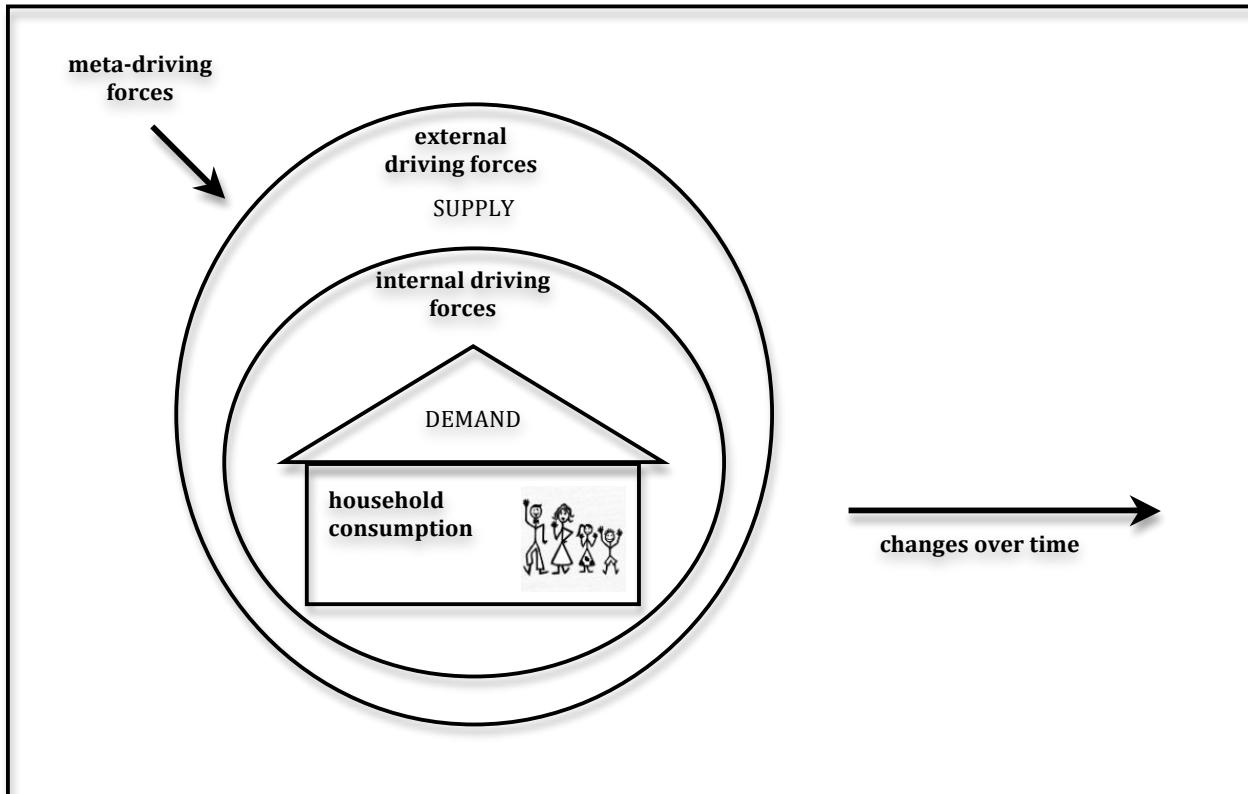 meta-driving
forces
external
driving forces
SUPPLY
internal driving
forces
DEMAND
household
consumption
changes over time